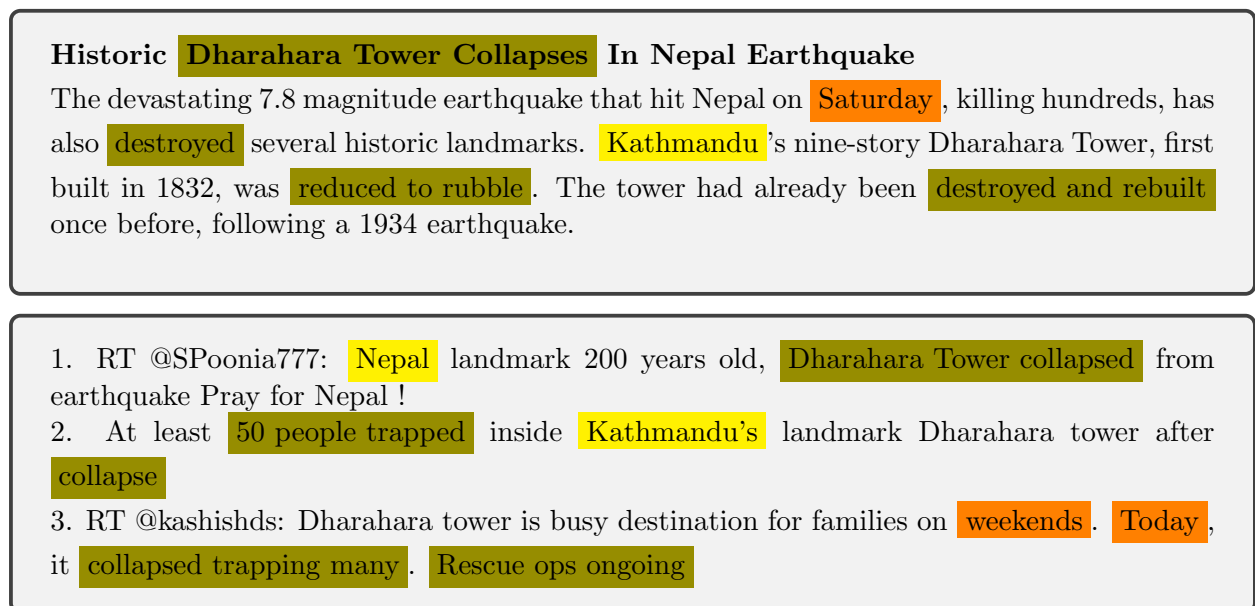 Historic Dharahara Tower Collapses In Nepal Earthquake
The devastating 7.8 magnitude earthquake that hit Nepal on Saturday, killing hundreds, has
also destroyed several historic landmarks. Kathmandu's nine-story Dharahara Tower, first
built in 1832, was reduced to rubble. The tower had already been destroyed and rebuilt
once before, following a 1934 earthquake.
1. RT @SPoonia777: Nepal landmark 200 years old, Dharahara Tower collapsed from
earthquake Pray for Nepal !
2. At least 50 people trapped inside Kathmandu's landmark Dharahara tower after
collapse
3. RT @kashishds: Dharahara tower is busy destination for families on weekends. Today,
it collapsed trapping many. Rescue ops ongoing